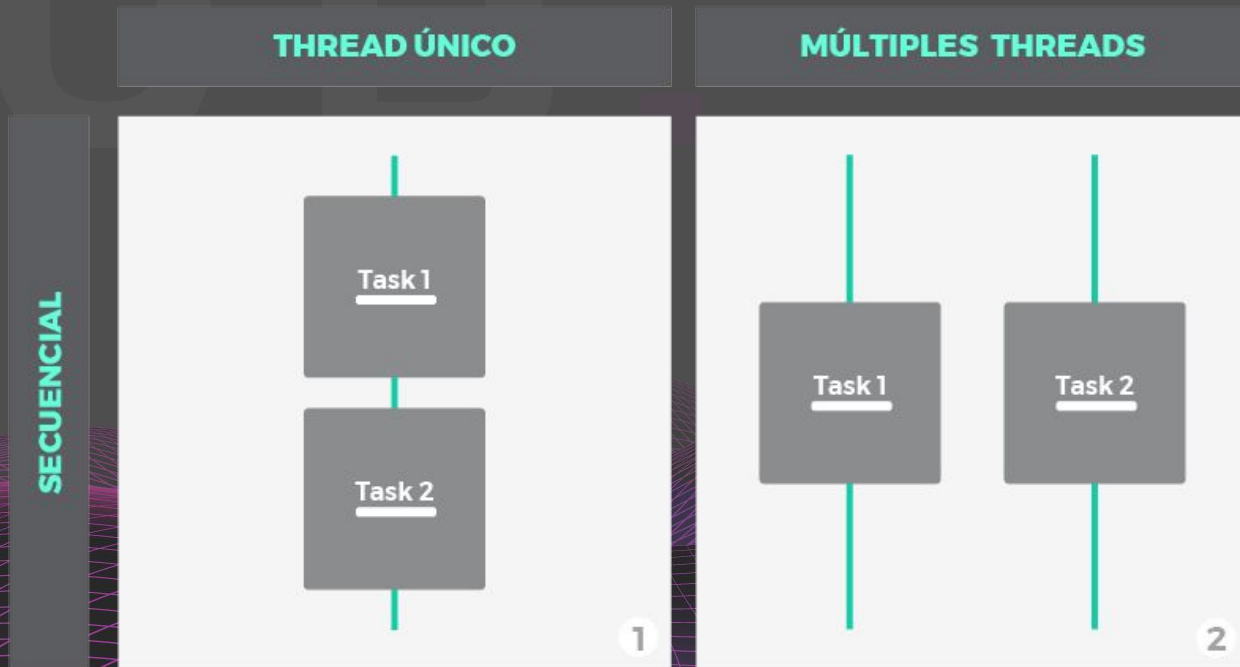 THREAD ÚNICO
MÚLTIPLES THREADS
SECUENCIAL
Task 1
Task 2
1
Task 1
Task 2
2